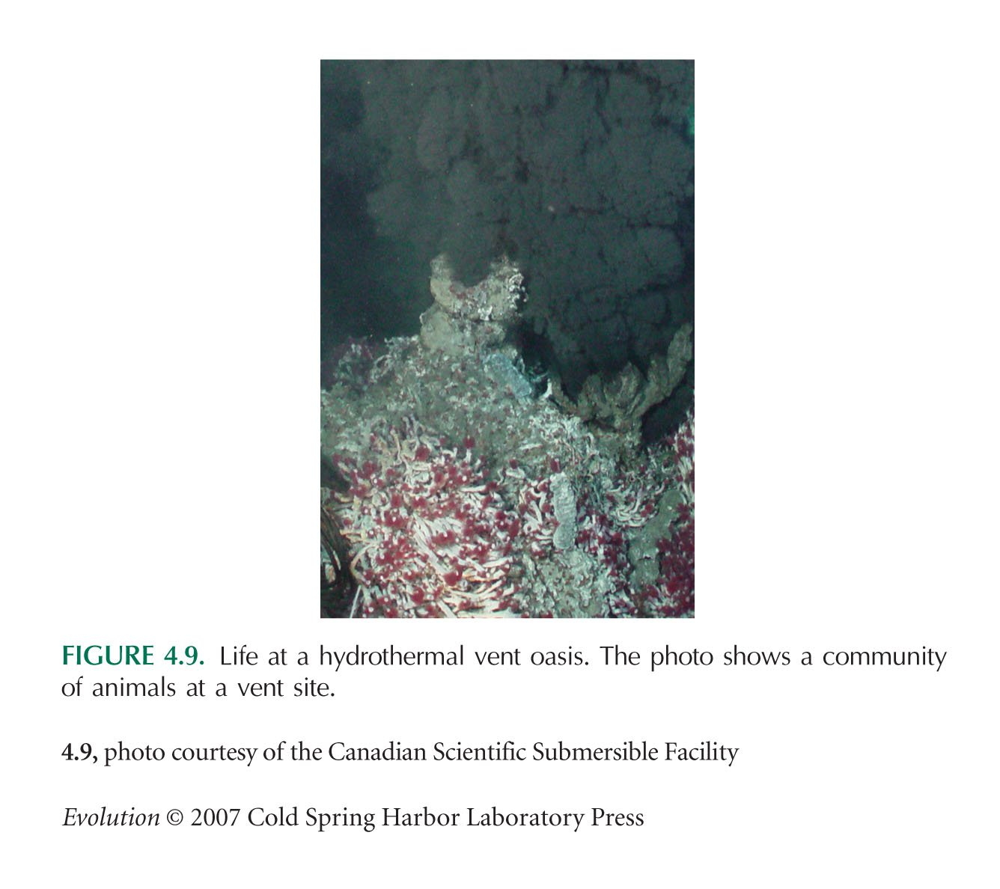 FIGURE 4.9. Life at a hydrothermal vent oasis. The photo shows a community
of animals at a vent site.
4.9, photo courtesy of the Canadian Scientific Submersible Facility
Evolution © 2007 Cold Spring Harbor Laboratory Press